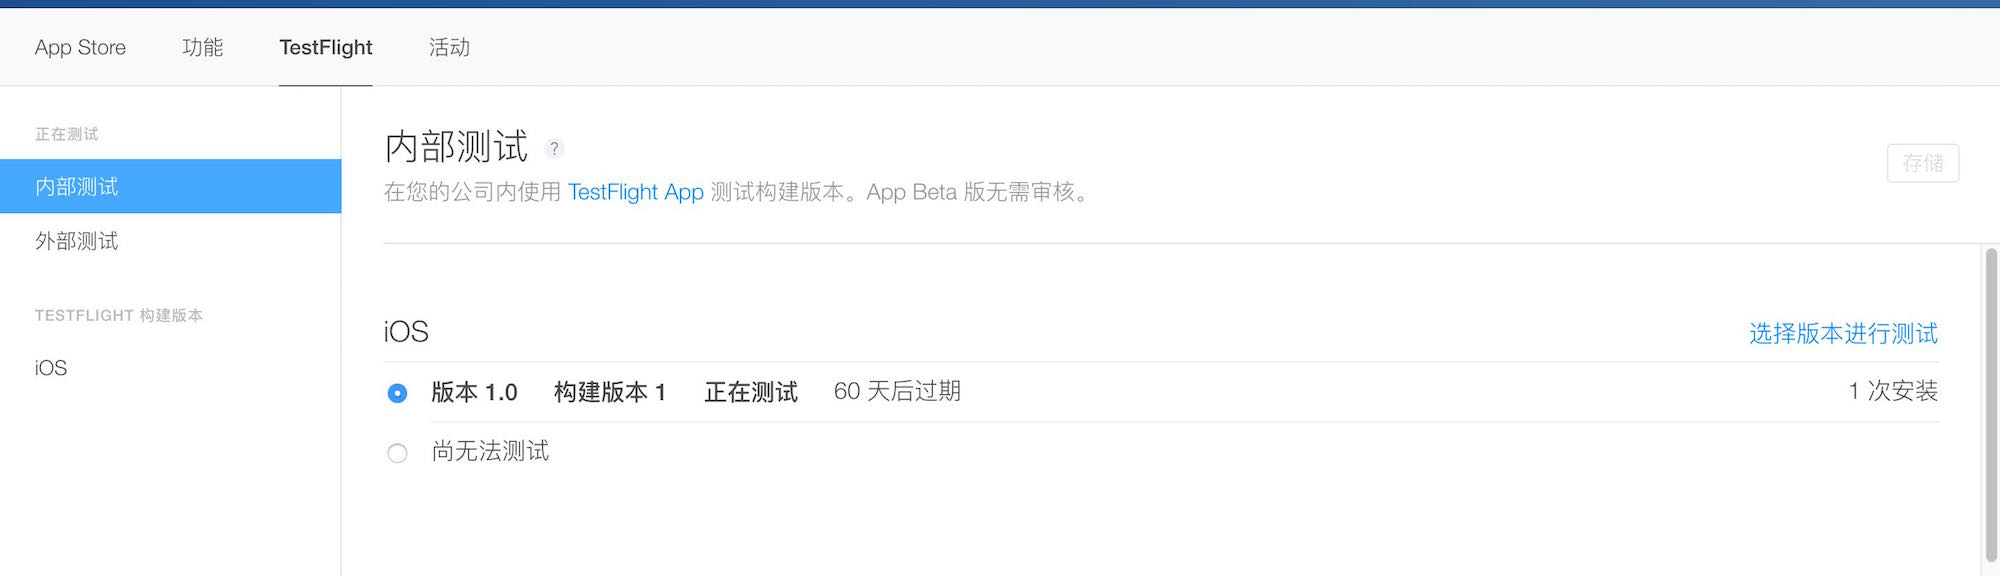 App Store 功能 TestFlight 活动
正在测试
内部测试
外部测试
TESTFLIGHT 构建版本
iOS
内部测试 ?
在您的公司内使用 TestFlight App 测试构建版本。App Beta 版无需审核。
存储
iOS 选择版本进行测试
版本 1.0 构建版本 1 正在测试 60 天后过期 1 次安装
尚无法测试